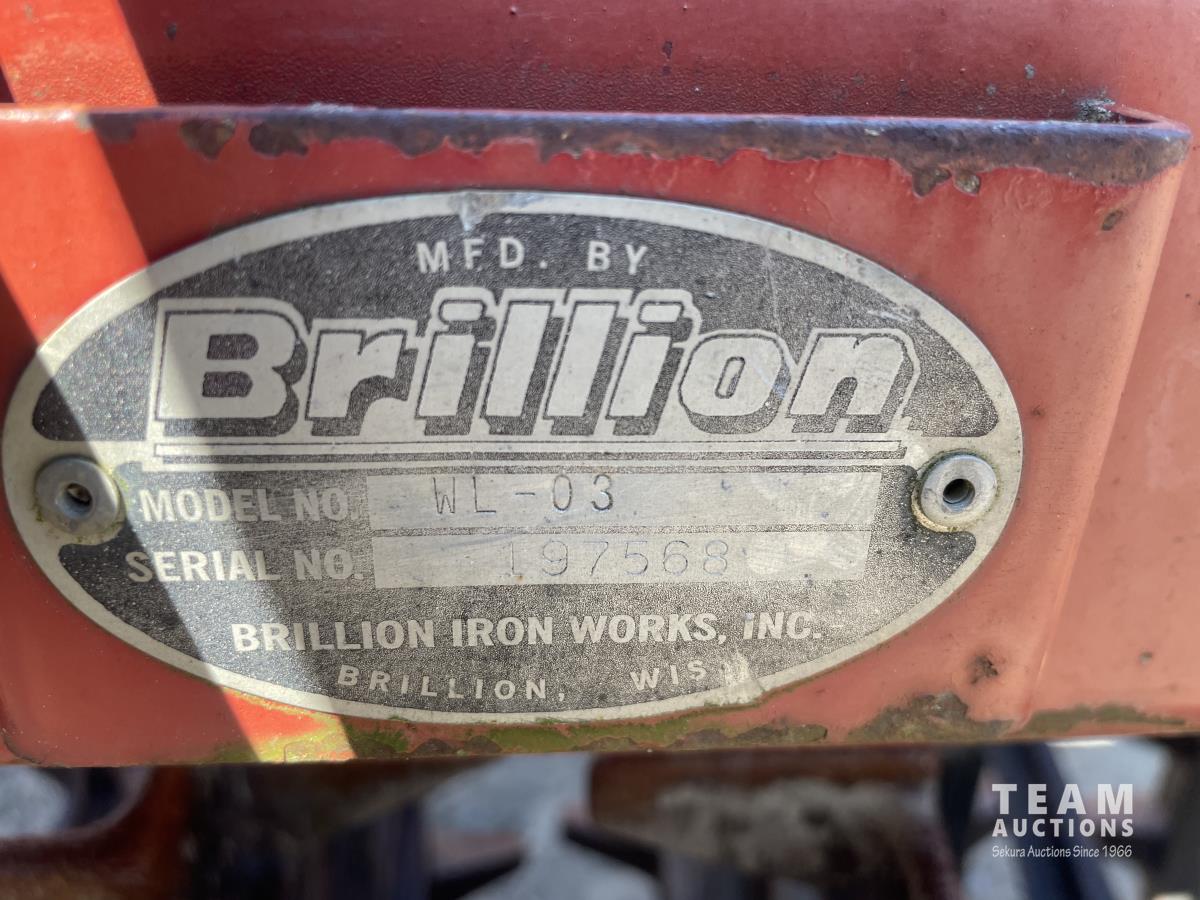 MFD. BY
Brillion
MODEL NO. WL-03
SERIAL NO. 197568
BRILLION IRON WORKS, INC.
BRILLION, WIS.
TEAM
AUCTIONS
Sekura Auctions Since 1966